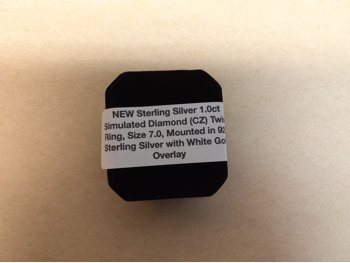 NEW Sterling Silver 1.0ct
Simulated Diamond (CZ) Twis
Ring, Size 7.0, Mounted in 92
Sterling Silver with White Go
Overlay